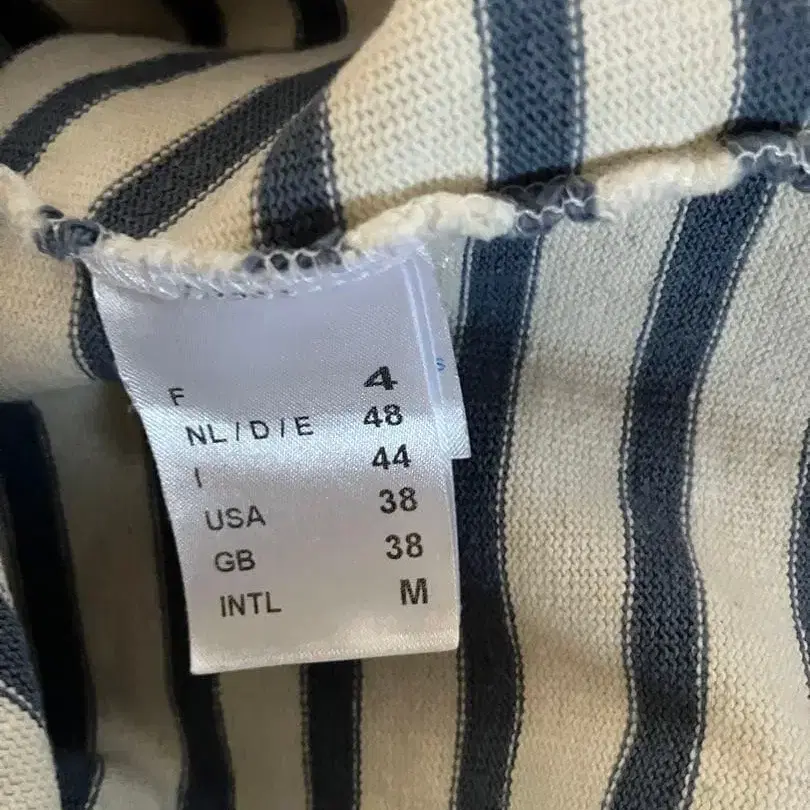 F 4
NL / D / E 48
I 44
USA 38
GB 38
INTL M
s